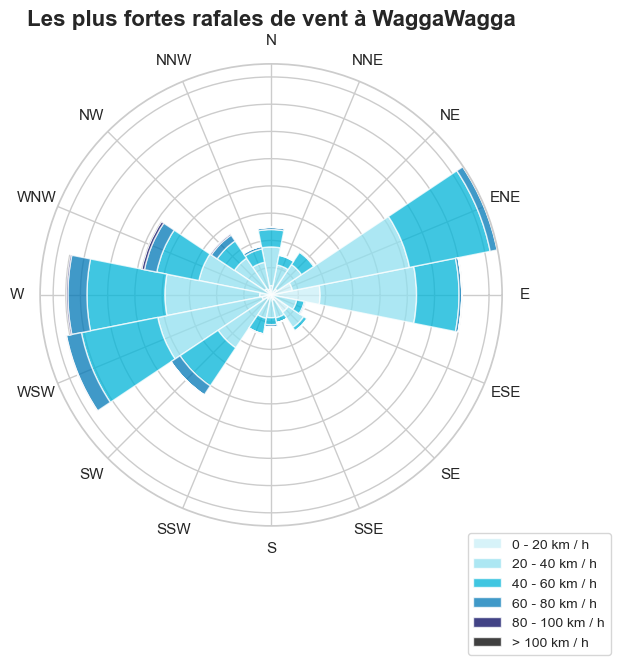 Les plus fortes rafales de vent à WaggaWagga
N
NNW
NNE
NW
NE
WNW
ENE
W
E
WSW
ESE
SW
SE
SSW
SSE
S
0 - 20 km / h
20 - 40 km / h
40 - 60 km / h
60 - 80 km / h
80 - 100 km / h
> 100 km / h